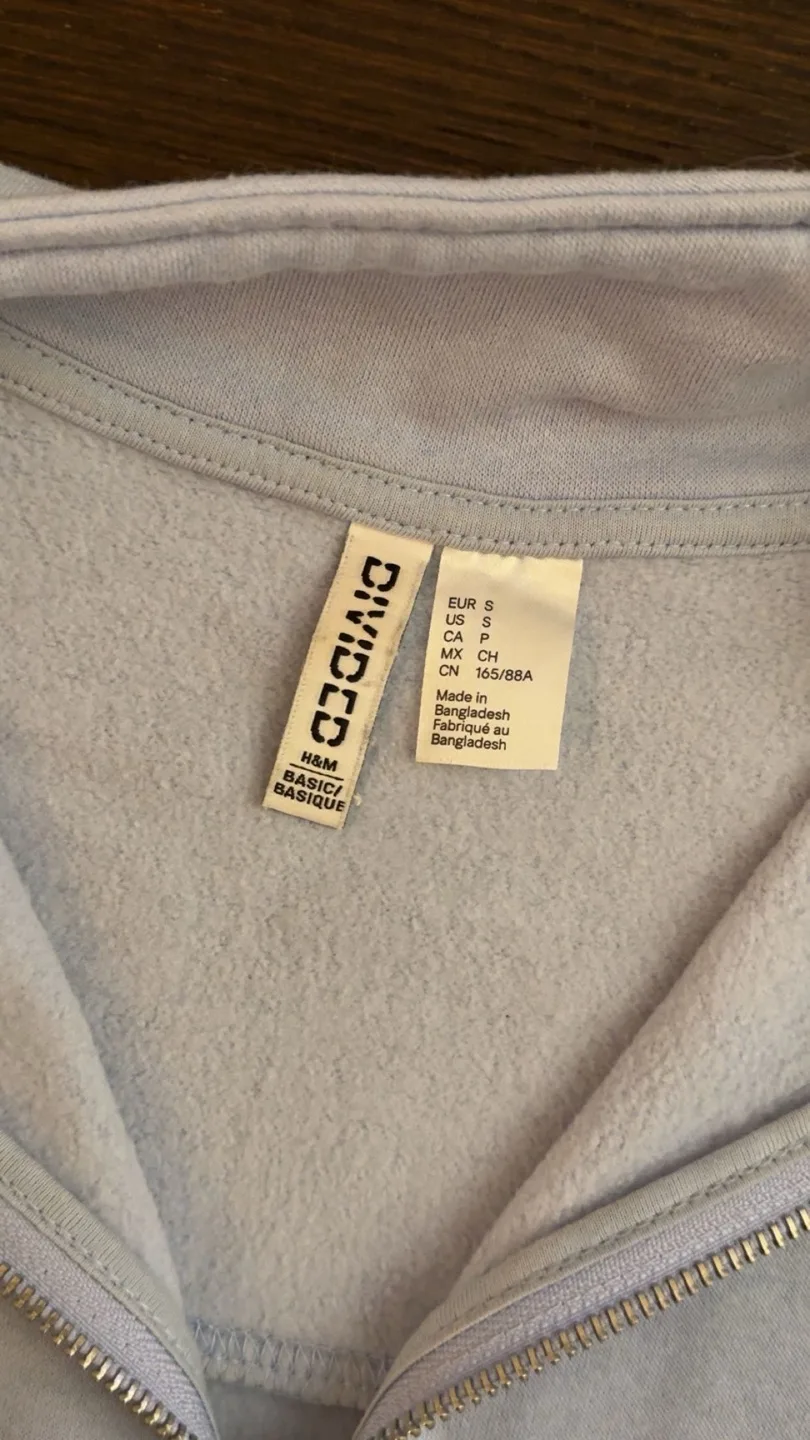 DIVIDED
H&M
BASIC/
BASIQUE
EUR S
US S
CA P
MX CH
CN 165/88A
Made in
Bangladesh
Fabriqué au
Bangladesh